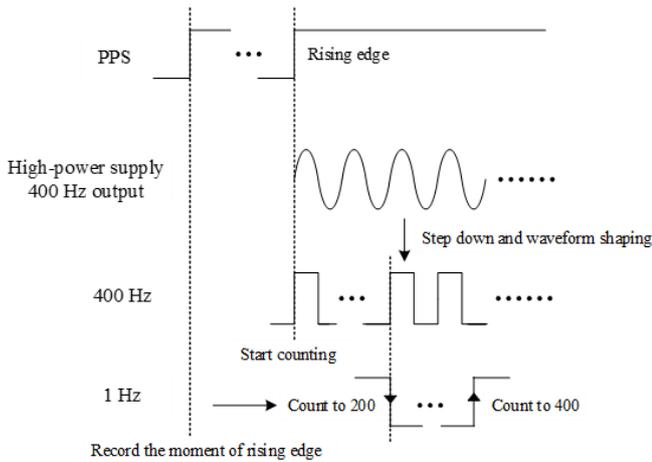 PPS
Rising edge
High-power supply
400 Hz output
Step down and waveform shaping
400 Hz
Start counting
1 Hz
Count to 200
Count to 400
Record the moment of rising edge